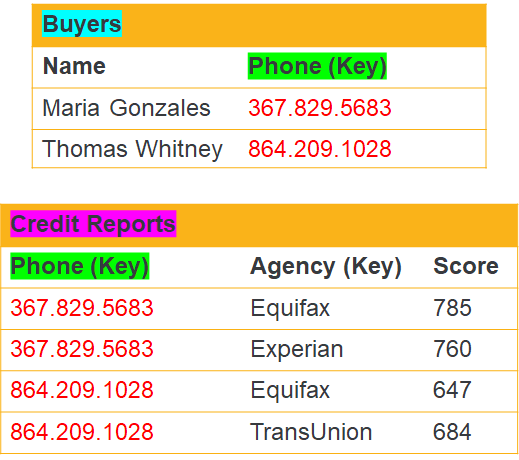 Buyers
Name Phone (Key)
Maria Gonzales 367.829.5683
Thomas Whitney 864.209.1028
Credit Reports
Phone (Key) Agency (Key) Score
367.829.5683 Equifax 785
367.829.5683 Experian 760
864.209.1028 Equifax 647
864.209.1028 TransUnion 684